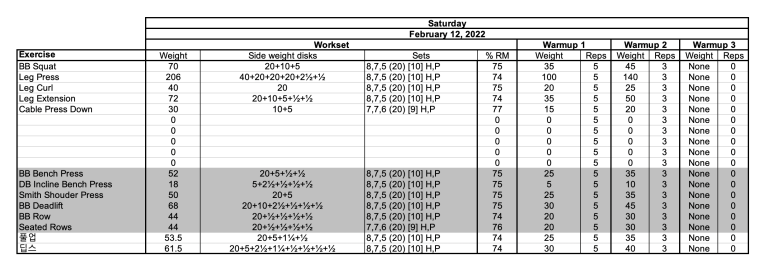 Saturday
February 12, 2022
Workset Warmup 1 Warmup 2 Warmup 3
Exercise Weight Side weight disks Sets % RM Weight Reps Weight Reps Weight Reps
BB Squat 70 20+10+5 8,7,5 (20) [10] H,P 75 35 5 45 3 None 0
Leg Press 206 40+20+20+20+2½+½ 8,7,5 (20) [10] H,P 74 100 5 140 3 None 0
Leg Curl 40 20 8,7,5 (20) [10] H,P 75 20 5 25 3 None 0
Leg Extension 72 20+10+5+½+½ 8,7,5 (20) [10] H,P 74 35 5 50 3 None 0
Cable Press Down 30 10+5 7,7,6 (20) [9] H,P 77 15 5 20 3 None 0
0 5 0 3 None 0
0 5 0 3 None 0
0 5 0 3 None 0
0 5 0 3 None 0
0 5 0 3 None 0
BB Bench Press 52 20+5+½+½ 8,7,5 (20) [10] H,P 75 25 5 35 3 None 0
DB Incline Bench Press 18 5+2½+½+½+½ 8,7,5 (20) [10] H,P 75 5 5 10 3 None 0
Smith Shouder Press 50 20+5 8,7,5 (20) [10] H,P 75 25 5 35 3 None 0
BB Deadlift 68 20+10+2½+½+½+½ 8,7,5 (20) [10] H,P 75 30 5 45 3 None 0
BB Row 44 20+½+½+½+½ 8,7,5 (20) [10] H,P 74 20 5 30 3 None 0
Seated Rows 44 20+½+½+½+½ 7,7,6 (20) [9] H,P 76 20 5 30 3 None 0
풀업 53.5 20+5+1¼+½ 8,7,5 (20) [10] H,P 74 25 5 35 3 None 0
딥스 61.5 20+5+2½+1¼+½+½+½+½ 8,7,5 (20) [10] H,P 74 30 5 40 3 None 0